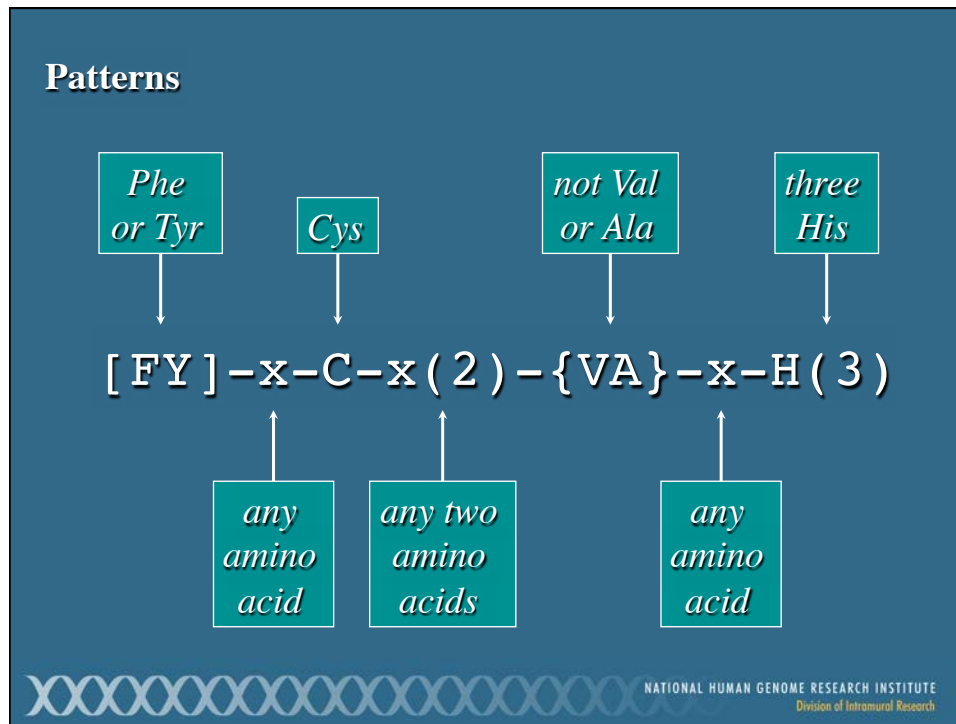 Patterns
Phe
or Tyr
Cys
not Val
or Ala
three
His
[FY]-x-C-x(2)-{VA}-x-H(3)
any
amino
acid
any two
amino
acids
any
amino
acid
NATIONAL HUMAN GENOME RESEARCH INSTITUTE
Division of Intramural Research